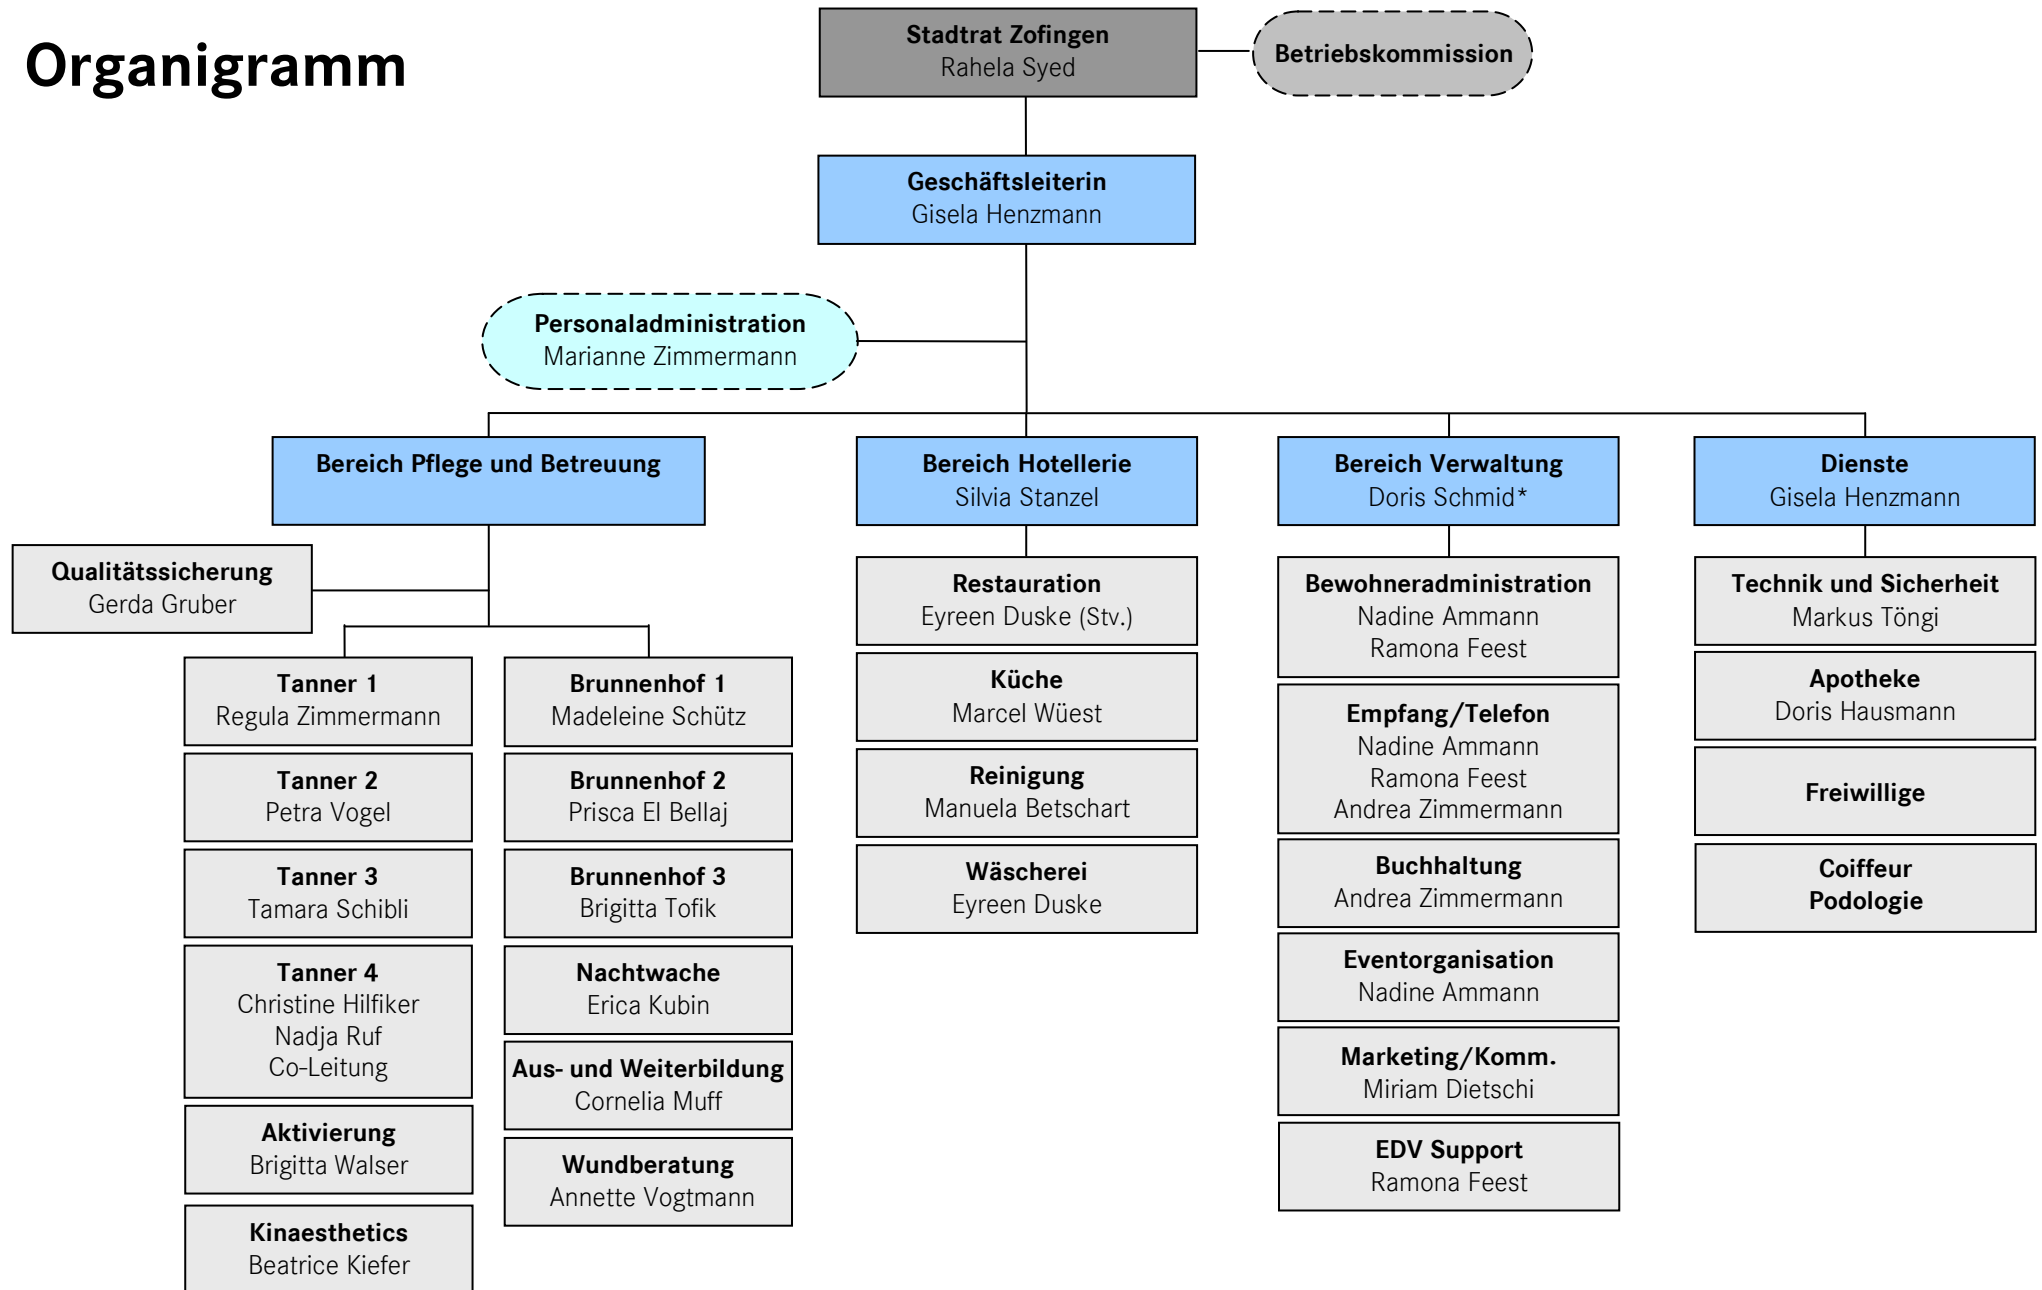 Organigramm
Stadtrat Zofingen
Rahela Syed
Betriebskommission
Geschäftsleiterin
Gisela Henzmann
Personaladministration
Marianne Zimmermann
Bereich Pflege und Betreuung
Qualitätssicherung
Gerda Gruber
Tanner 1
Regula Zimmermann
Tanner 2
Petra Vogel
Tanner 3
Tamara Schibli
Tanner 4
Christine Hilfiker
Nadja Ruf
Co-Leitung
Aktivierung
Brigitta Walser
Kinaesthetics
Beatrice Kiefer
Brunnenhof 1
Madeleine Schütz
Brunnenhof 2
Prisca El Bellaj
Brunnenhof 3
Brigitta Tofik
Nachtwache
Erica Kubin
Aus- und Weiterbildung
Cornelia Muff
Wundberatung
Annette Vogtmann
Bereich Hotellerie
Silvia Stanzel
Restauration
Eyreen Duske (Stv.)
Küche
Marcel Wüest
Reinigung
Manuela Betschart
Wäscherei
Eyreen Duske
Bereich Verwaltung
Doris Schmid*
Bewohneradministration
Nadine Ammann
Ramona Feest
Empfang/Telefon
Nadine Ammann
Ramona Feest
Andrea Zimmermann
Buchhaltung
Andrea Zimmermann
Eventorganisation
Nadine Ammann
Marketing/Komm.
Miriam Dietschi
EDV Support
Ramona Feest
Dienste
Gisela Henzmann
Technik und Sicherheit
Markus Töngi
Apotheke
Doris Hausmann
Freiwillige
Coiffeur
Podologie